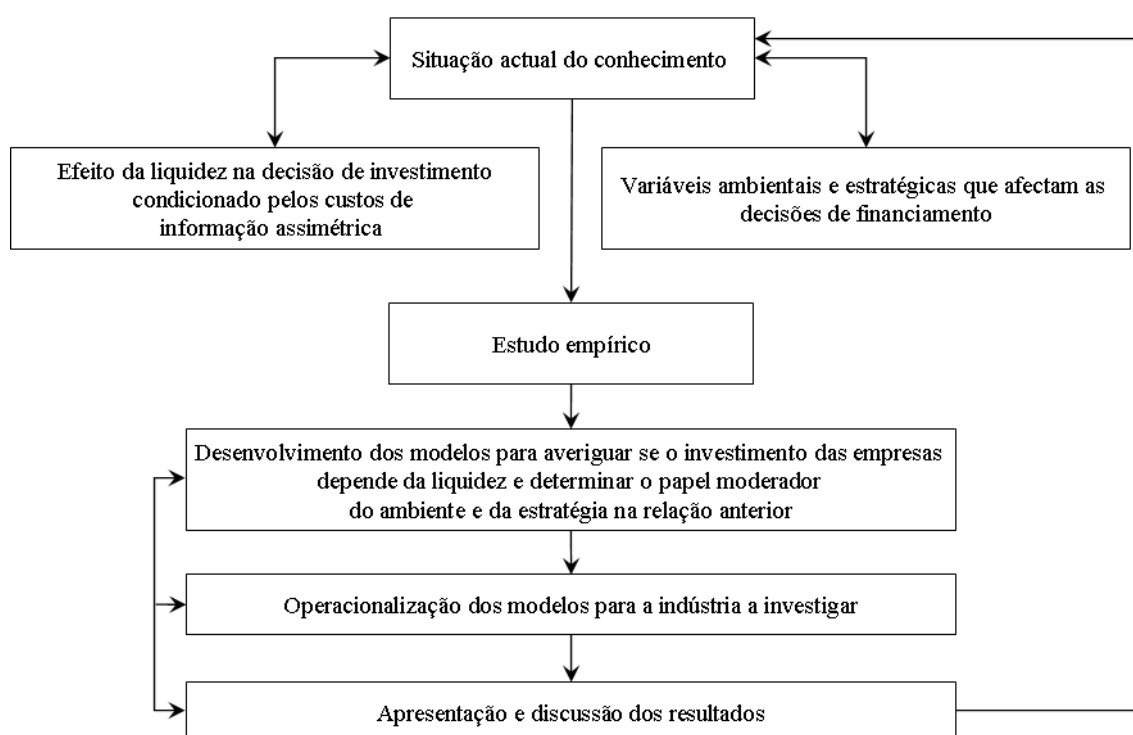 Situação actual do conhecimento
Efeito da liquidez na decisão de investimento
condicionado pelos custos de
informação assimétrica
Variáveis ambientais e estratégicas que afectam as
decisões de financiamento
Estudo empírico
Desenvolvimento dos modelos para averiguar se o investimento das empresas
depende da liquidez e determinar o papel moderador
do ambiente e da estratégia na relação anterior
Operacionalização dos modelos para a indústria a investigar
Apresentação e discussão dos resultados